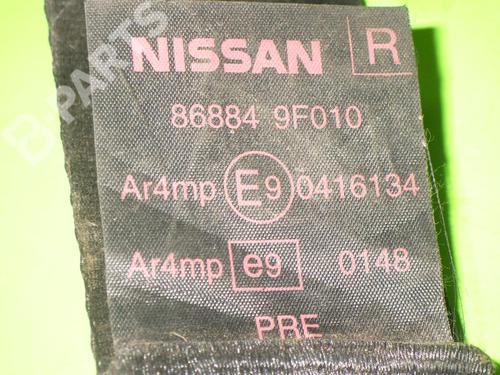 NISSAN R
86884 9F010
Ar4mp E9 0416134
Ar4mp e9 0148
PRE
B PARTS